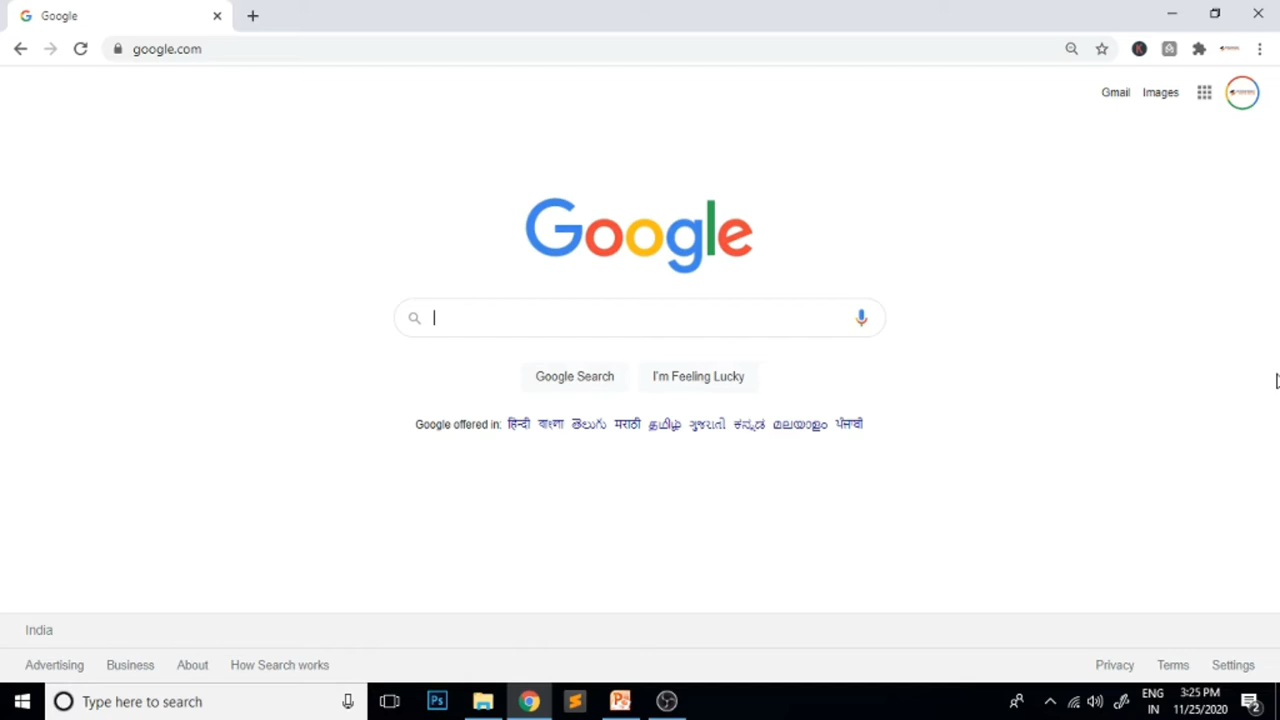 Google
google.com
Gmail Images
Google
Google Search I'm Feeling Lucky
Google offered in: हिन्दी বাংলা తెలుగు मराठी தமிழ் ગુજરાતી ಕನ್ನಡ മലയാളം ਪੰਜਾਬੀ
India
Advertising Business About How Search works Privacy Terms Settings
Type here to search Ps ENG 3:25 PM
IN 11/25/2020 2